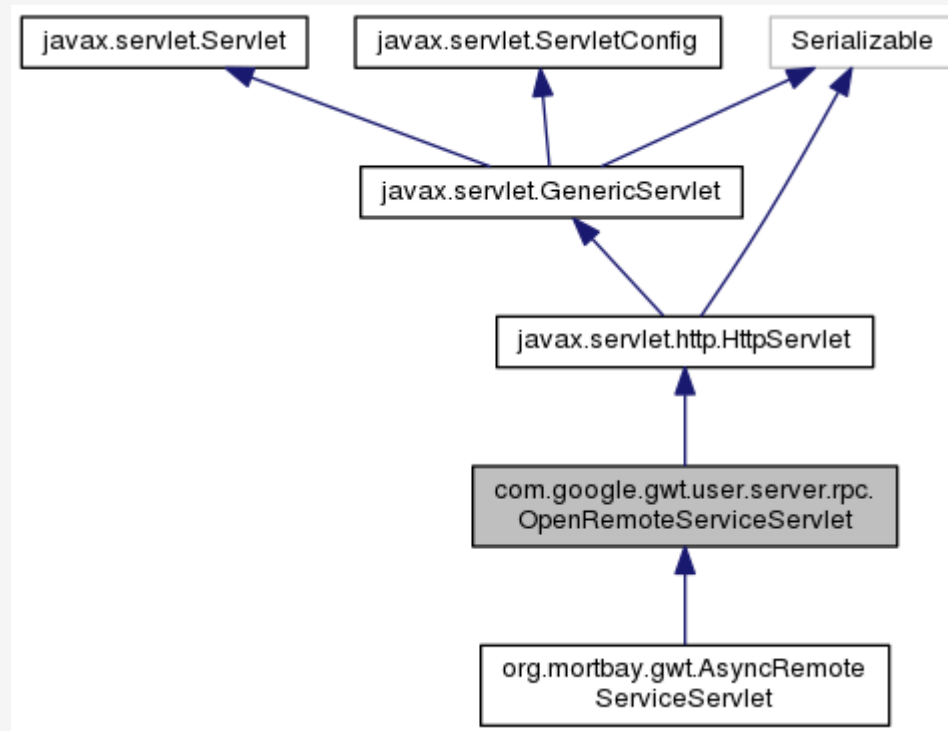 javax.servlet.Servlet
javax.servlet.ServletConfig
Serializable
javax.servlet.GenericServlet
javax.servlet.http.HttpServlet
com.google.gwt.user.server.rpc.
OpenRemoteServiceServlet
org.mortbay.gwt.AsyncRemote
ServiceServlet